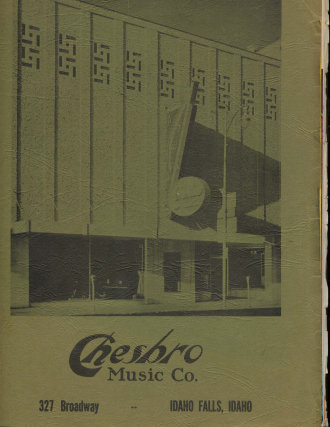 Chesbro
Music Co.
327 Broadway -- IDAHO FALLS, IDAHO